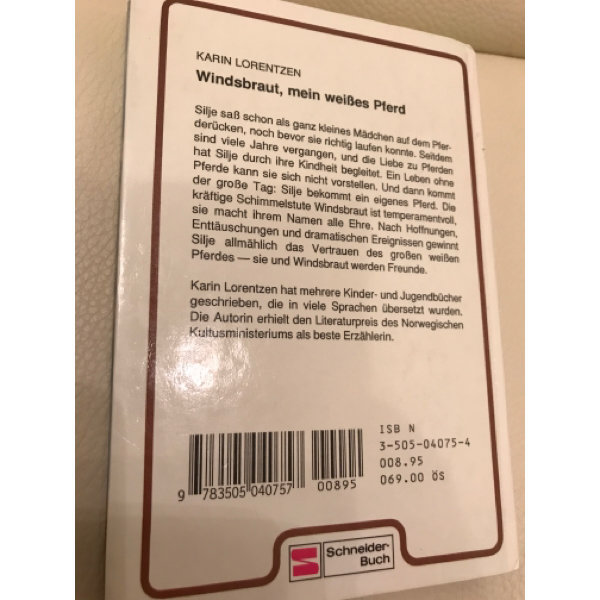 KARIN LORENTZEN
Windsbraut, mein weißes Pferd
Silje saß schon als ganz kleines Mädchen auf dem Pfer-
derücken, noch bevor sie richtig laufen konnte. Seitdem
sind viele Jahre vergangen, und die Liebe zu Pferden
hat Silje durch ihre Kindheit begleitet. Ein Leben ohne
Pferde kann sie sich nicht vorstellen. Und dann kommt
der große Tag: Silje bekommt ein eigenes Pferd. Die
kräftige Schimmelstute Windsbraut ist temperamentvoll,
sie macht ihrem Namen alle Ehre. Nach Hoffnungen,
Enttäuschungen und dramatischen Ereignissen gewinnt
Silje allmählich das Vertrauen des großen weißen
Pferdes — sie und Windsbraut werden Freunde.
Karin Lorentzen hat mehrere Kinder- und Jugendbücher
geschrieben, die in viele Sprachen übersetzt wurden.
Die Autorin erhielt den Literaturpreis des Norwegischen
Kultusministeriums als beste Erzählerin.
ISB N
3-505-04075-4
008.95
069.00 ÖS
9 783505 040757 00895
Schneider-
Buch